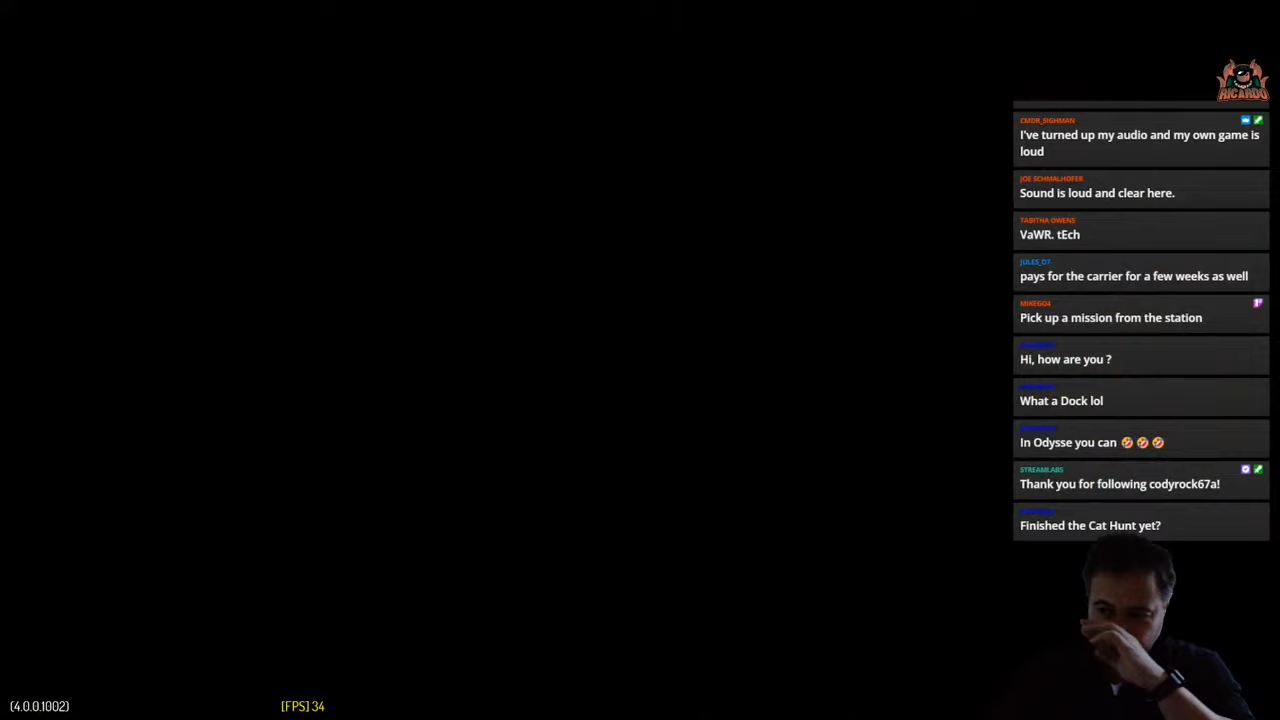 RICARDO
CMDR_SIGHMAN
I've turned up my audio and my own game is
loud
JOE SCHMALHOFER
Sound is loud and clear here.
TABITHA OWENS
VaWR. tEch
JULES_D7
pays for the carrier for a few weeks as well
MIKEGO4
Pick up a mission from the station
Hi, how are you ?
What a Dock lol
In Odysse you can 🤣 🤣 🤣
STREAMLABS
Thank you for following codyrock67a!
Finished the Cat Hunt yet?
(4.0.0.1002)
[FPS] 34